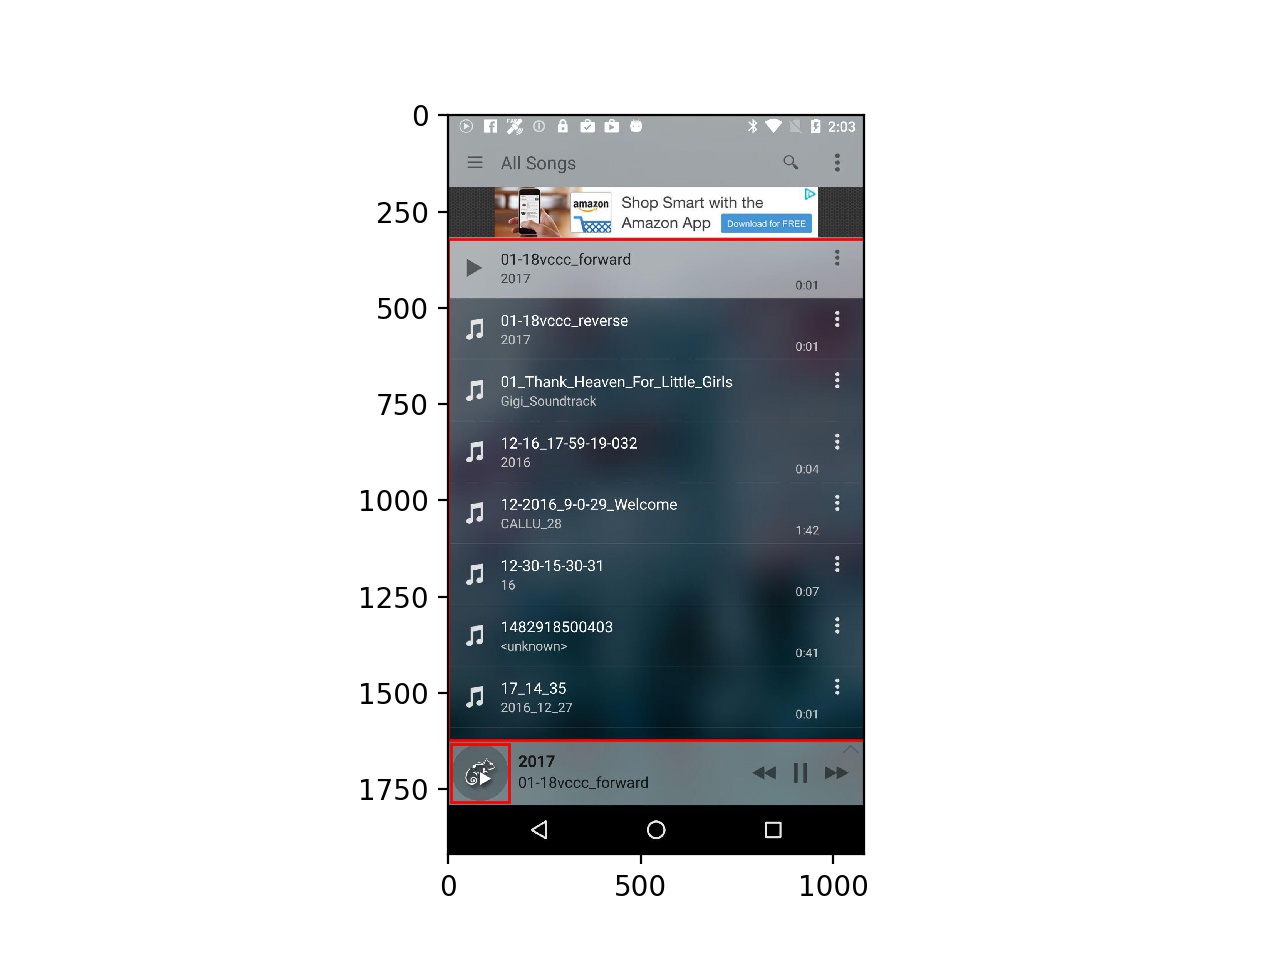 0
250
500
750
1000
1250
1500
1750
2:03
All Songs
amazon
Shop Smart with the
Amazon App
Download for FREE
01-18vccc_forward
2017
0:01
01-18vccc_reverse
2017
0:01
01_Thank_Heaven_For_Little_Girls
Gigi_Soundtrack
12-16_17-59-19-032
2016
0:04
12-2016_9-0-29_Welcome
CALLU_28
1:42
12-30-15-30-31
16
0:07
1482918500403
<unknown>
0:41
17_14_35
2016_12_27
0:01
2017
01-18vccc_forward
0 500 1000